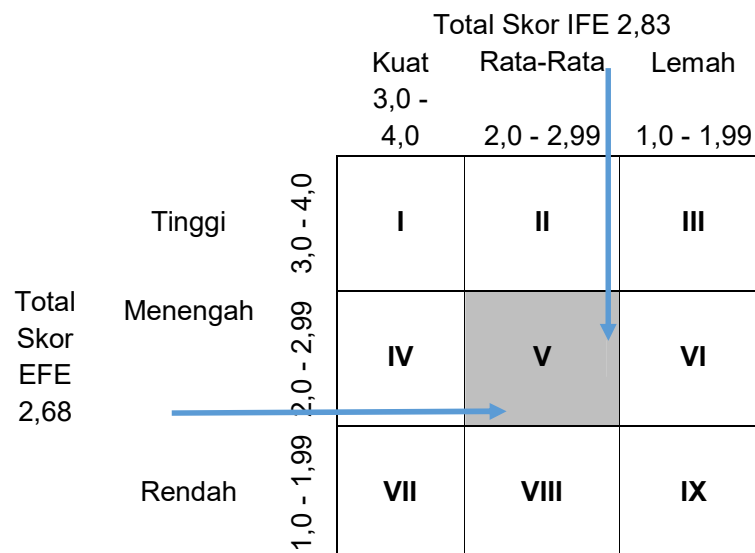 Total Skor IFE 2,83
Kuat Rata-Rata Lemah
3,0 -
4,0 2,0 - 2,99 1,0 - 1,99
Tinggi 3,0 - 4,0 I II III
Total
Skor
EFE
2,68
Menengah 2,0 - 2,99 IV V VI
Rendah 1,0 - 1,99 VII VIII IX